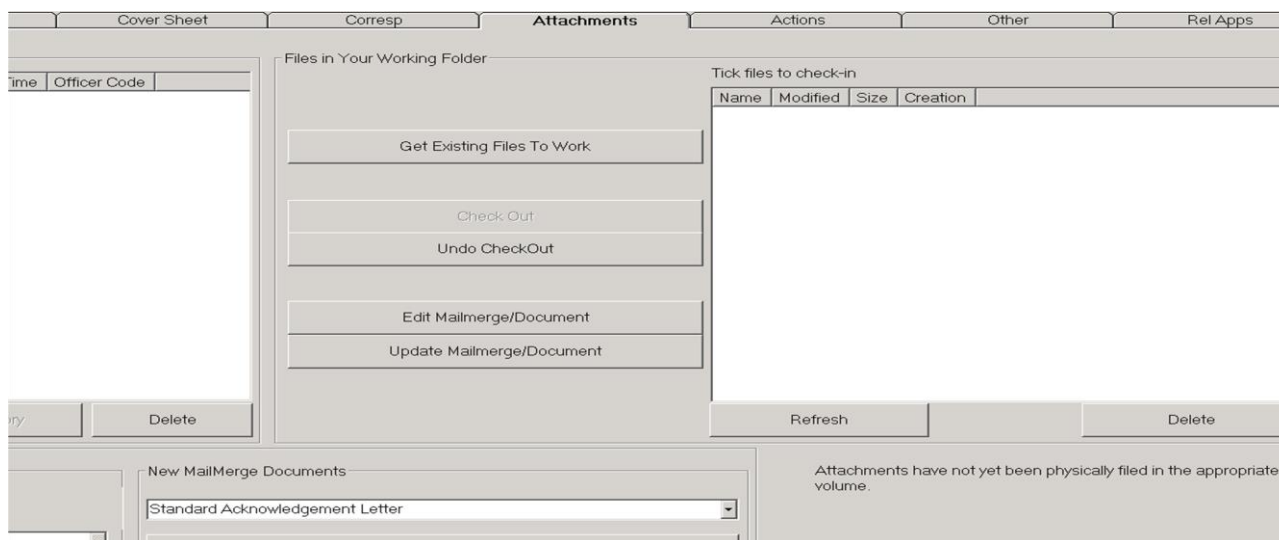 Cover Sheet Corresp Attachments Actions Other Rel Apps
Files in Your Working Folder
Tick files to check-in
Time Officer Code
Name Modified Size Creation
Get Existing Files To Work
Check Out
Undo CheckOut
Edit Mailmerge/Document
Update Mailmerge/Document
ry Delete Refresh Delete
New MailMerge Documents
Attachments have not yet been physically filed in the appropriate
volume.
Standard Acknowledgement Letter